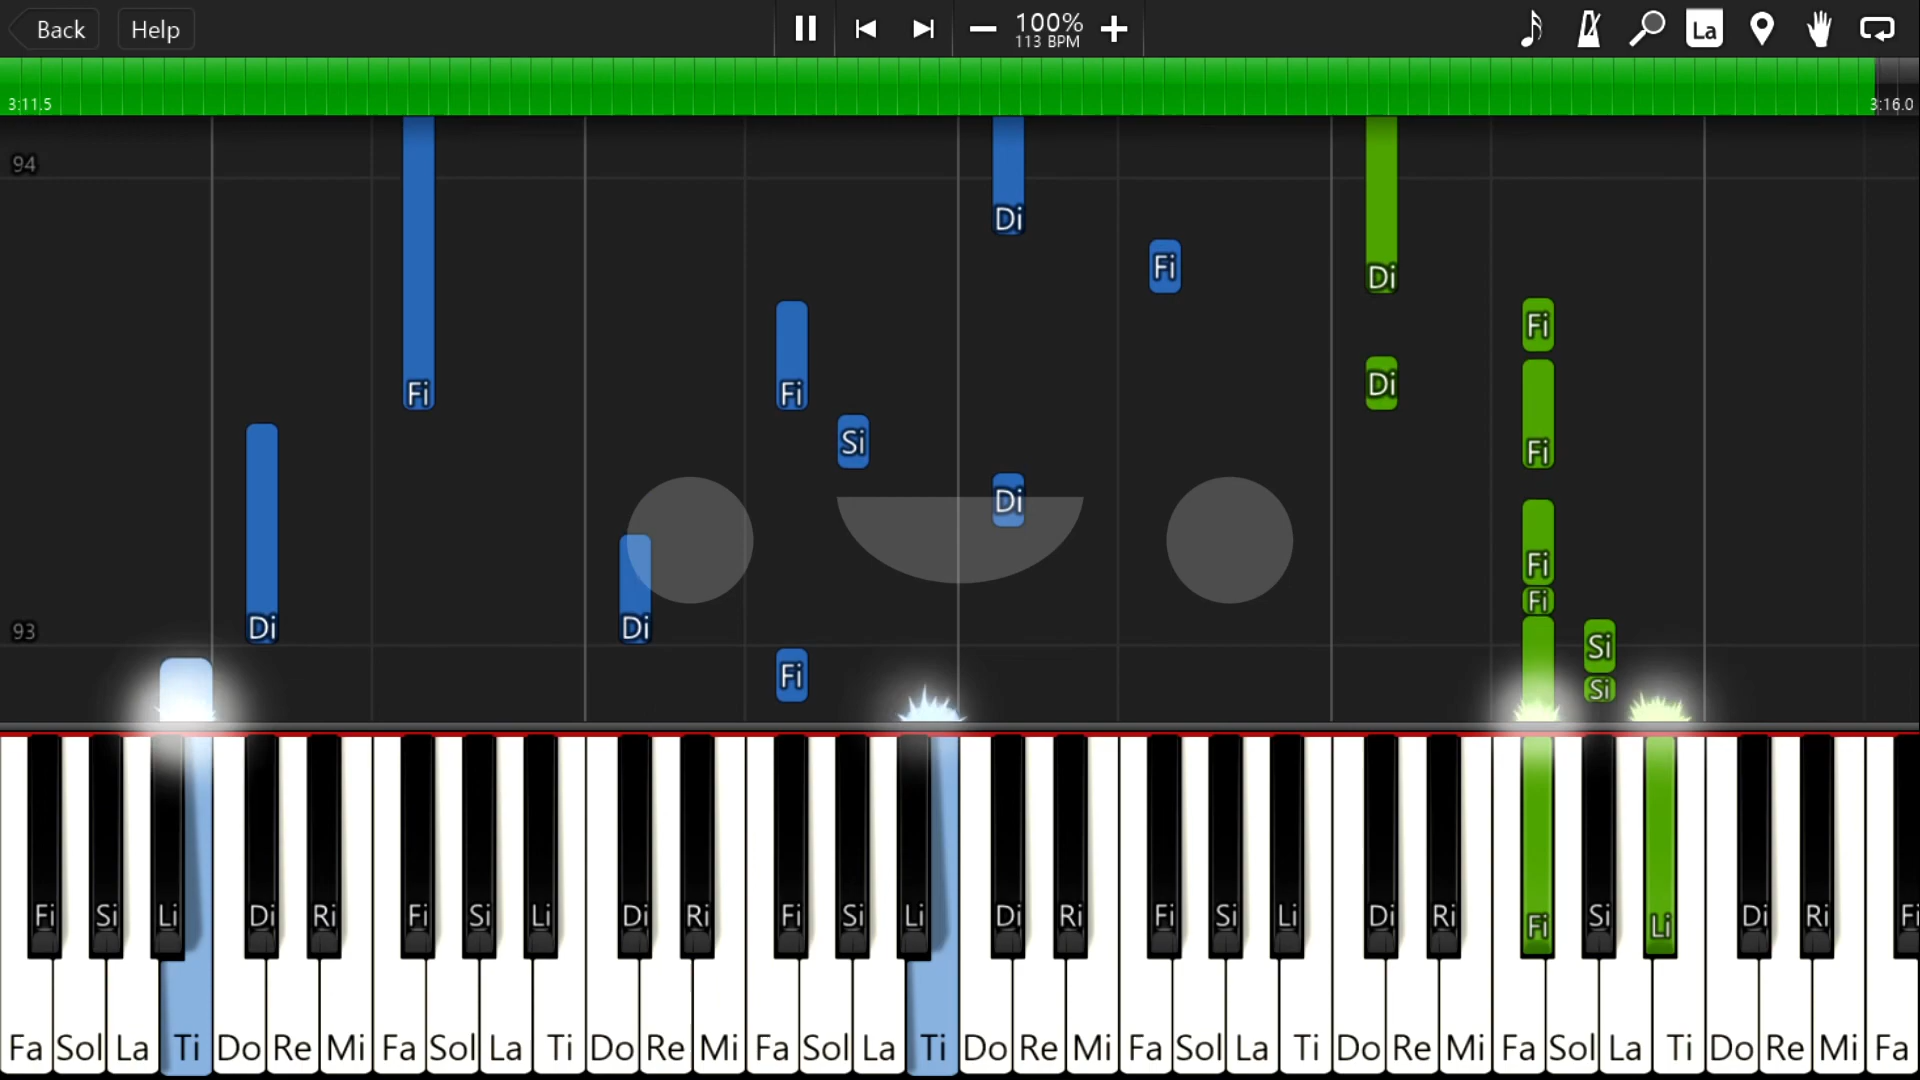 Back Help 100% La
113 BPM
3:11.5 3:16.0
94
Di
Fi Di
Fi
Di
Fi Fi
Si Fi
Di
Fi
Fi
Di Di 93
Si
Fi Si
Fi Si Li Di Ri Fi Si Li Di Ri Fi Si Li Di Ri Fi Si Li Di Ri Fi Si Li Di Ri Fi
Fa Sol La Ti Do Re Mi Fa Sol La Ti Do Re Mi Fa Sol La Ti Do Re Mi Fa Sol La Ti Do Re Mi Fa Sol La Ti Do Re Mi Fa